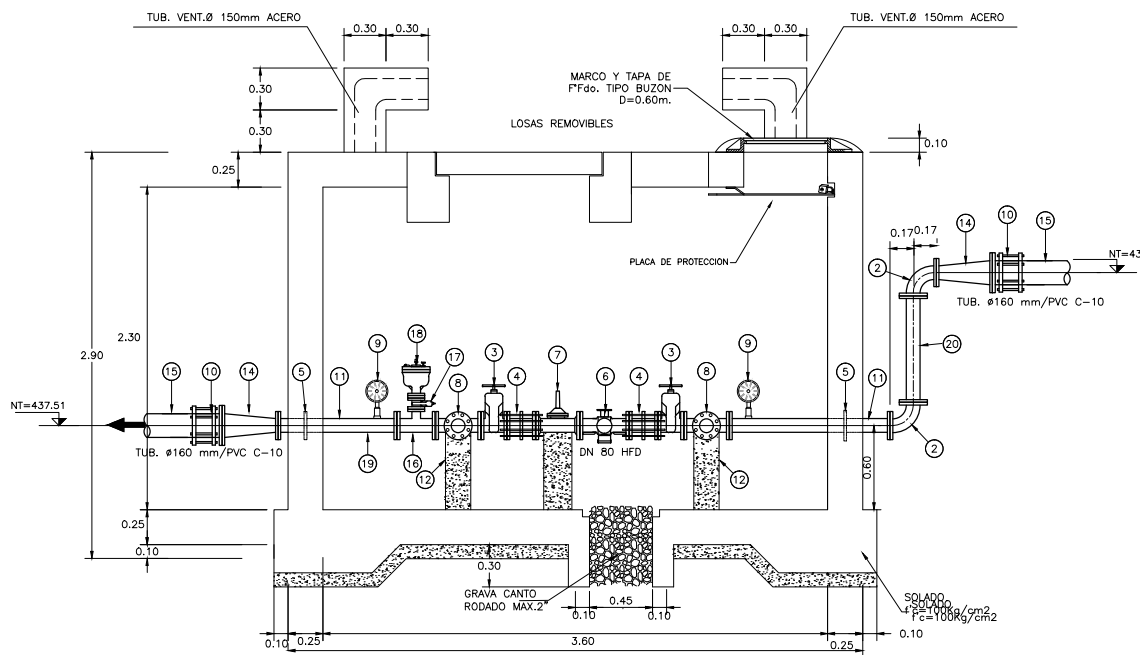 TUB. VENT.Ø 150mm ACERO
TUB. VENT.Ø 150mm ACERO
0.30
0.30
0.30
0.30
MARCO Y TAPA DE
F°Fdo. TIPO BUZON
D=0.60m.
0.30
0.30
LOSAS REMOVIBLES
0.10
0.25
0.17
0.17
14
10
15
NT=43
2
PLACA DE PROTECCION
TUB. ø160 mm/PVC C-10
2.90
2.30
20
18
17
9
3
7
3
9
15
10
14
5
11
8
4
6
4
8
5
11
NT=437.51
TUB. ø160 mm/PVC C-10
19
16
12
DN 80 HFD
12
2
0.60
0.25
0.10
0.30
GRAVA CANTO
RODADO MAX.2"
0.45
0.10
0.10
SOLADO
f'c=100Kg/cm2
SOLADO
f'c=100Kg/cm2
0.10
0.25
3.60
0.25
0.10